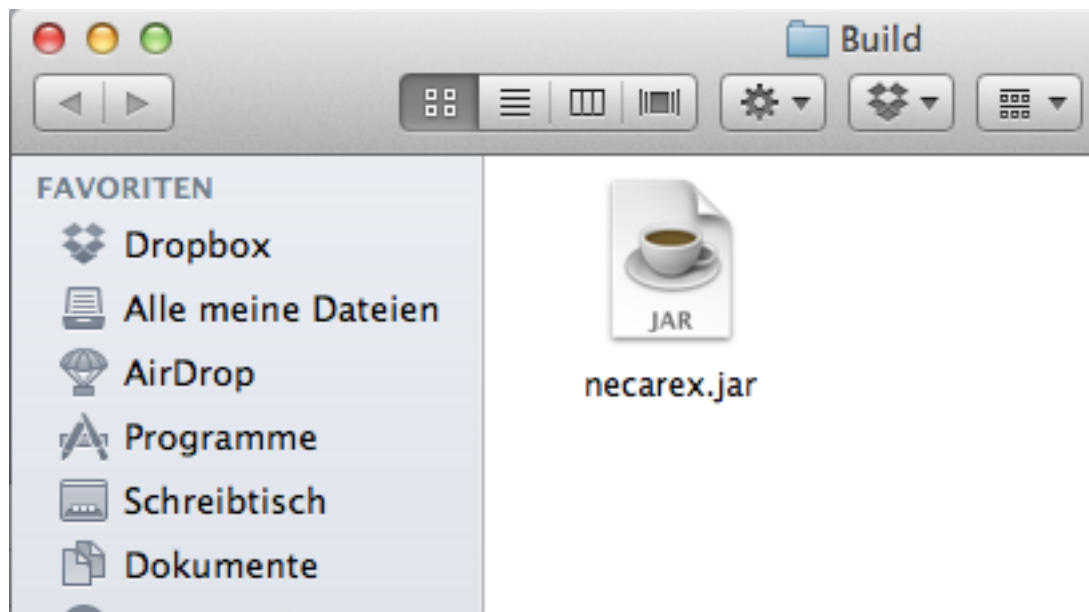 Build
FAVORITEN
Dropbox
Alle meine Dateien
AirDrop
Programme
Schreibtisch
Dokumente
JAR
necarex.jar